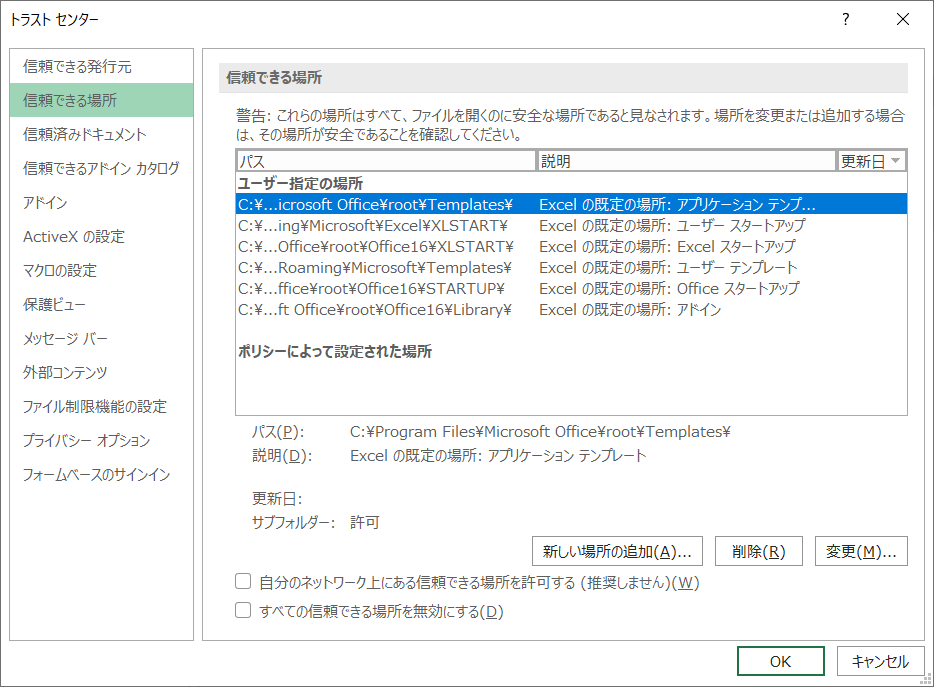 トラスト センター
?
信頼できる発行元
信頼できる場所
信頼済みドキュメント
信頼できるアドイン カタログ
アドイン
ActiveX の設定
マクロの設定
保護ビュー
メッセージ バー
外部コンテンツ
ファイル制限機能の設定
プライバシー オプション
フォームベースのサインイン
信頼できる場所
警告: これらの場所はすべて、ファイルを開くのに安全な場所であると見なされます。場所を変更または追加する場合
は、その場所が安全であることを確認してください。
パス 説明 更新日
ユーザー指定の場所
C:¥...icrosoft Office¥root¥Templates¥ Excel の既定の場所: アプリケーション テンプ...
C:¥...ing¥Microsoft¥Excel¥XLSTART¥ Excel の既定の場所: ユーザー スタートアップ
C:¥...Office¥root¥Office16¥XLSTART¥ Excel の既定の場所: Excel スタートアップ
C:¥...Roaming¥Microsoft¥Templates¥ Excel の既定の場所: ユーザー テンプレート
C:¥...ffice¥root¥Office16¥STARTUP¥ Excel の既定の場所: Office スタートアップ
C:¥...ft Office¥root¥Office16¥Library¥ Excel の既定の場所: アドイン
ポリシーによって設定された場所
パス(P): C:¥Program Files¥Microsoft Office¥root¥Templates¥
説明(D): Excel の既定の場所: アプリケーション テンプレート
更新日:
サブフォルダー: 許可
新しい場所の追加(A)... 削除(R) 変更(M)...
自分のネットワーク上にある信頼できる場所を許可する (推奨しません)(W)
すべての信頼できる場所を無効にする(D)
OK キャンセル